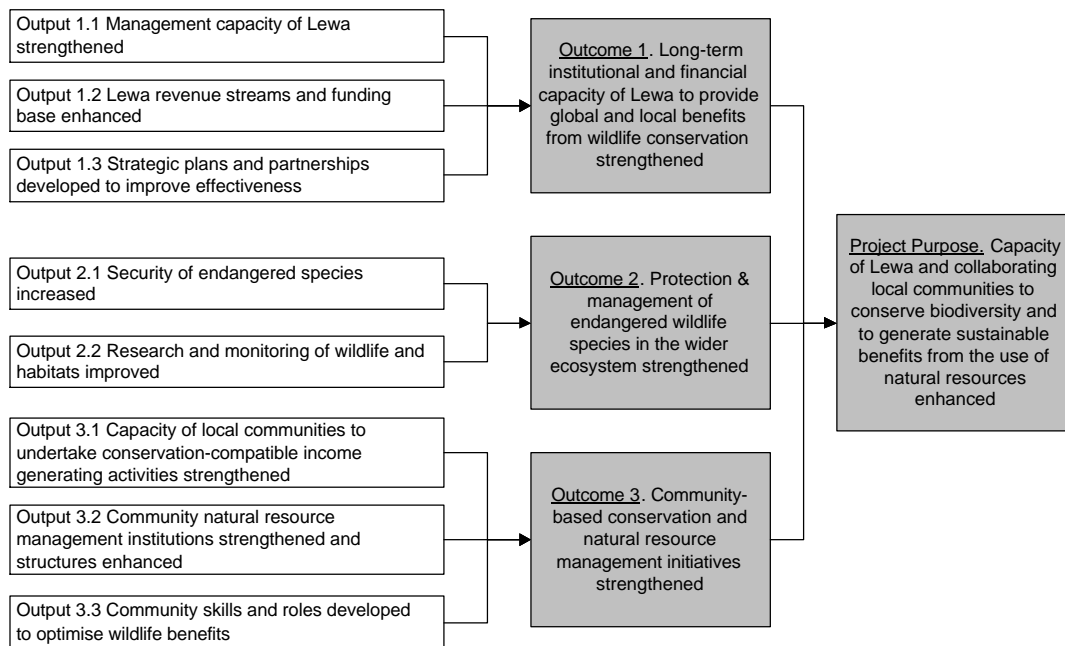 Output 1.1 Management capacity of Lewa
strengthened
Output 1.2 Lewa revenue streams and funding
base enhanced
Output 1.3 Strategic plans and partnerships
developed to improve effectiveness
Outcome 1. Long-term
institutional and financial
capacity of Lewa to provide
global and local benefits
from wildlife conservation
strengthened
Output 2.1 Security of endangered species
increased
Output 2.2 Research and monitoring of wildlife and
habitats improved
Outcome 2. Protection &
management of
endangered wildlife
species in the wider
ecosystem strengthened
Output 3.1 Capacity of local communities to
undertake conservation-compatible income
generating activities strengthened
Output 3.2 Community natural resource
management institutions strengthened and
structures enhanced
Output 3.3 Community skills and roles developed
to optimise wildlife benefits
Outcome 3. Community-
based conservation and
natural resource
management initiatives
strengthened
Project Purpose. Capacity
of Lewa and collaborating
local communities to
conserve biodiversity and
to generate sustainable
benefits from the use of
natural resources
enhanced